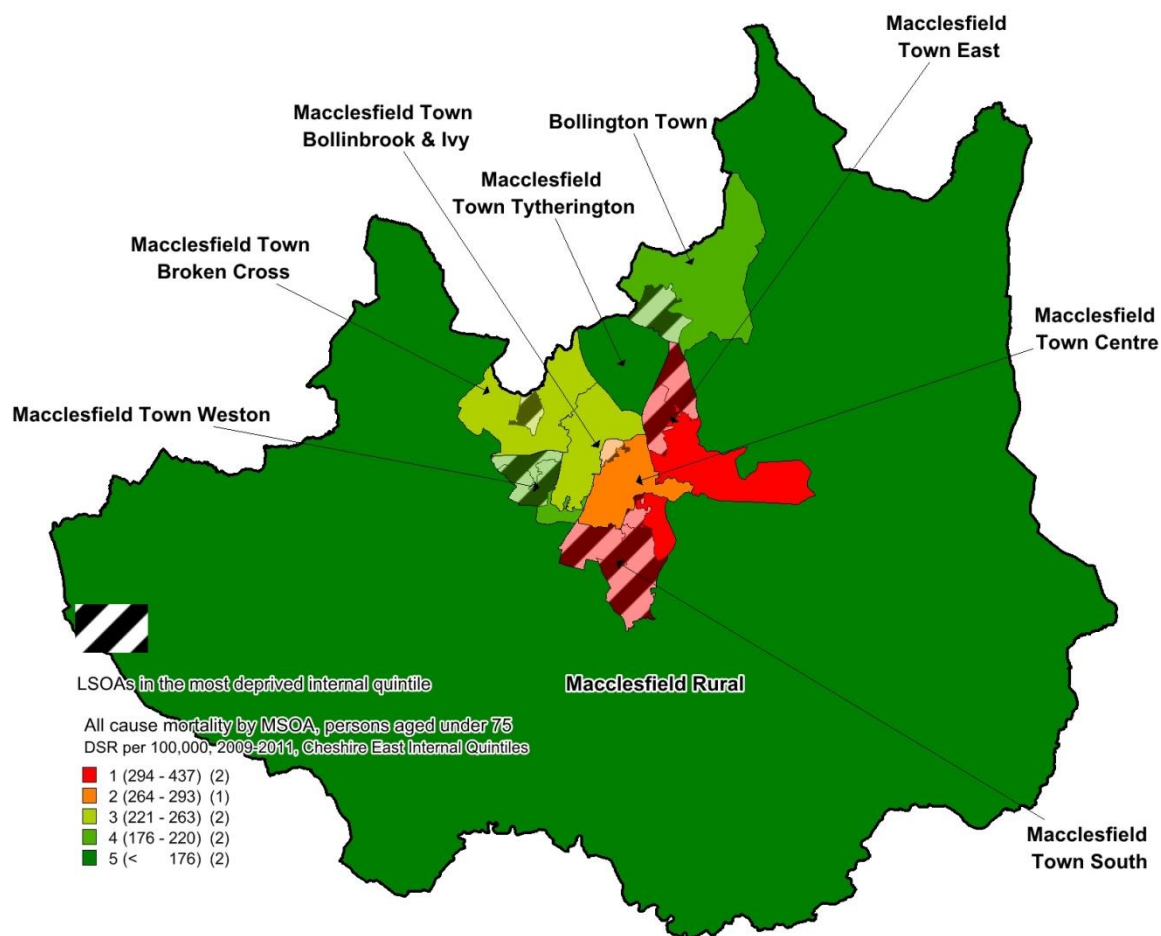 Macclesfield
Town East
Macclesfield Town
Bollinbrook & Ivy
Bollington Town
Macclesfield
Town Tytherington
Macclesfield Town
Broken Cross
Macclesfield
Town Centre
Macclesfield Town Weston
Macclesfield Rural
LSOAs in the most deprived internal quintile
All cause mortality by MSOA, persons aged under 75
DSR per 100,000, 2009-2011, Cheshire East Internal Quintiles
1 (294 - 437) (2)
2 (264 - 293) (1)
3 (221 - 263) (2)
4 (176 - 220) (2)
5 (< 176) (2)
Macclesfield
Town South